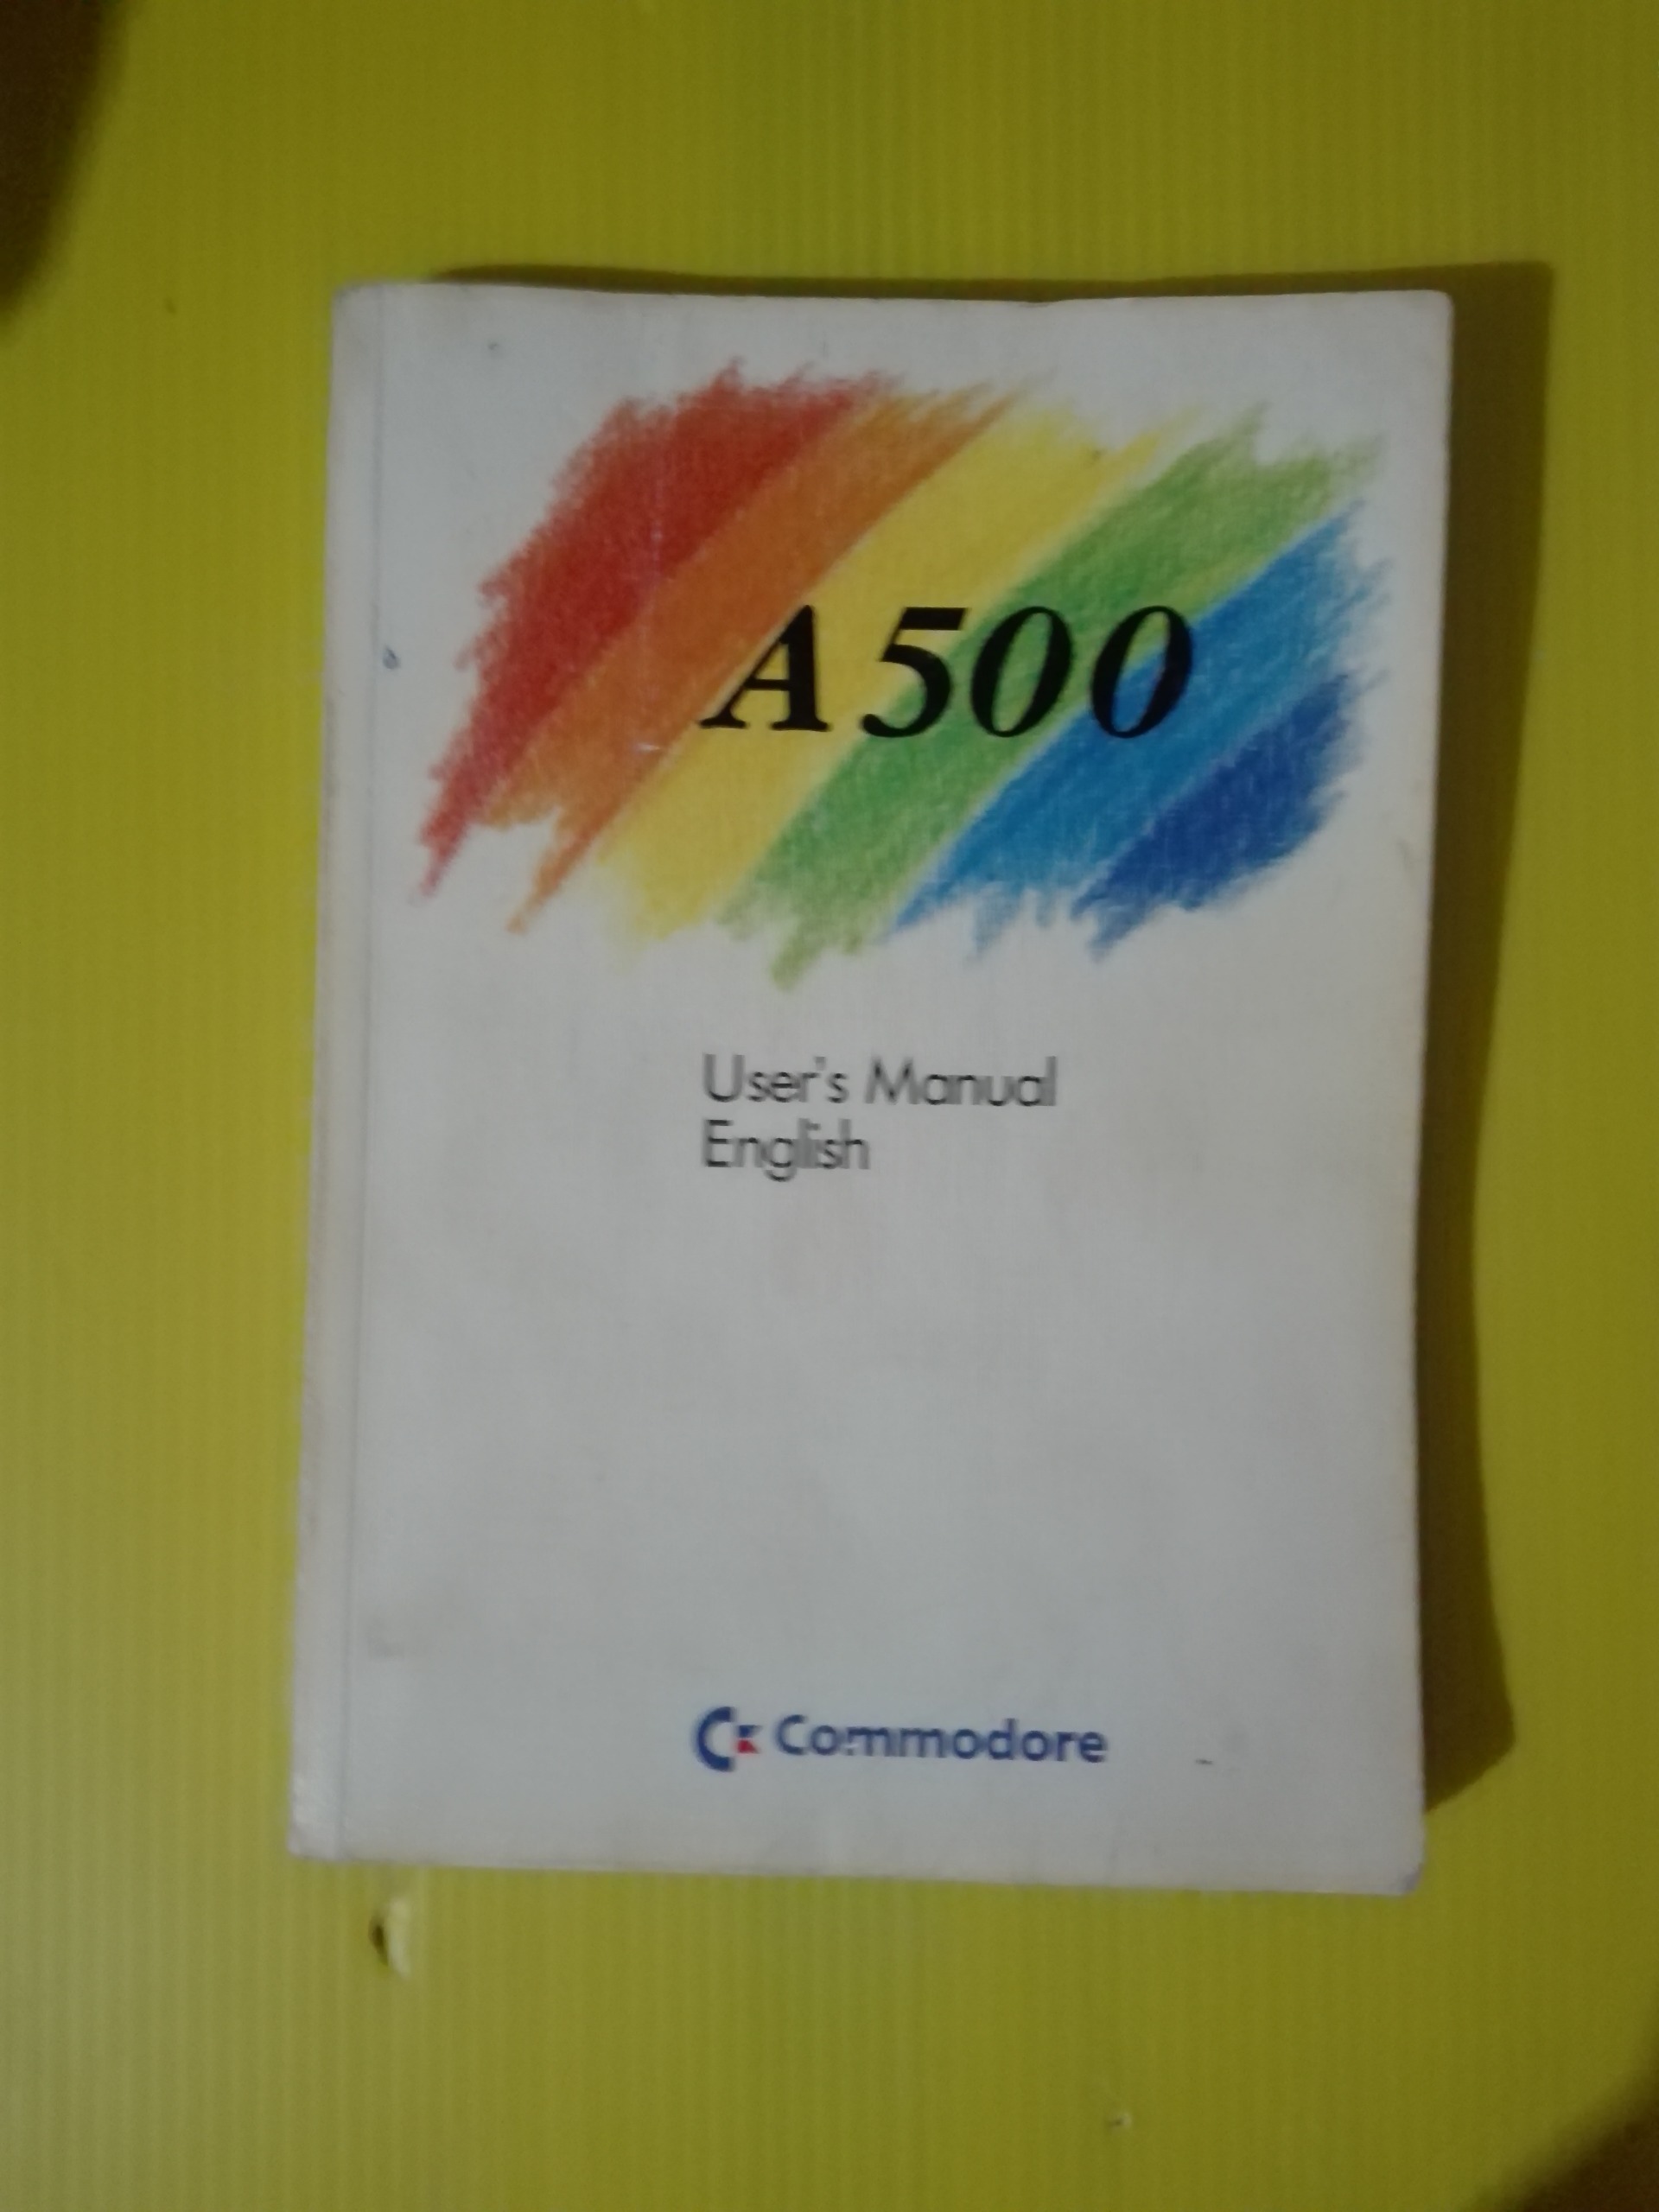 A500
User's Manual
English
Commodore